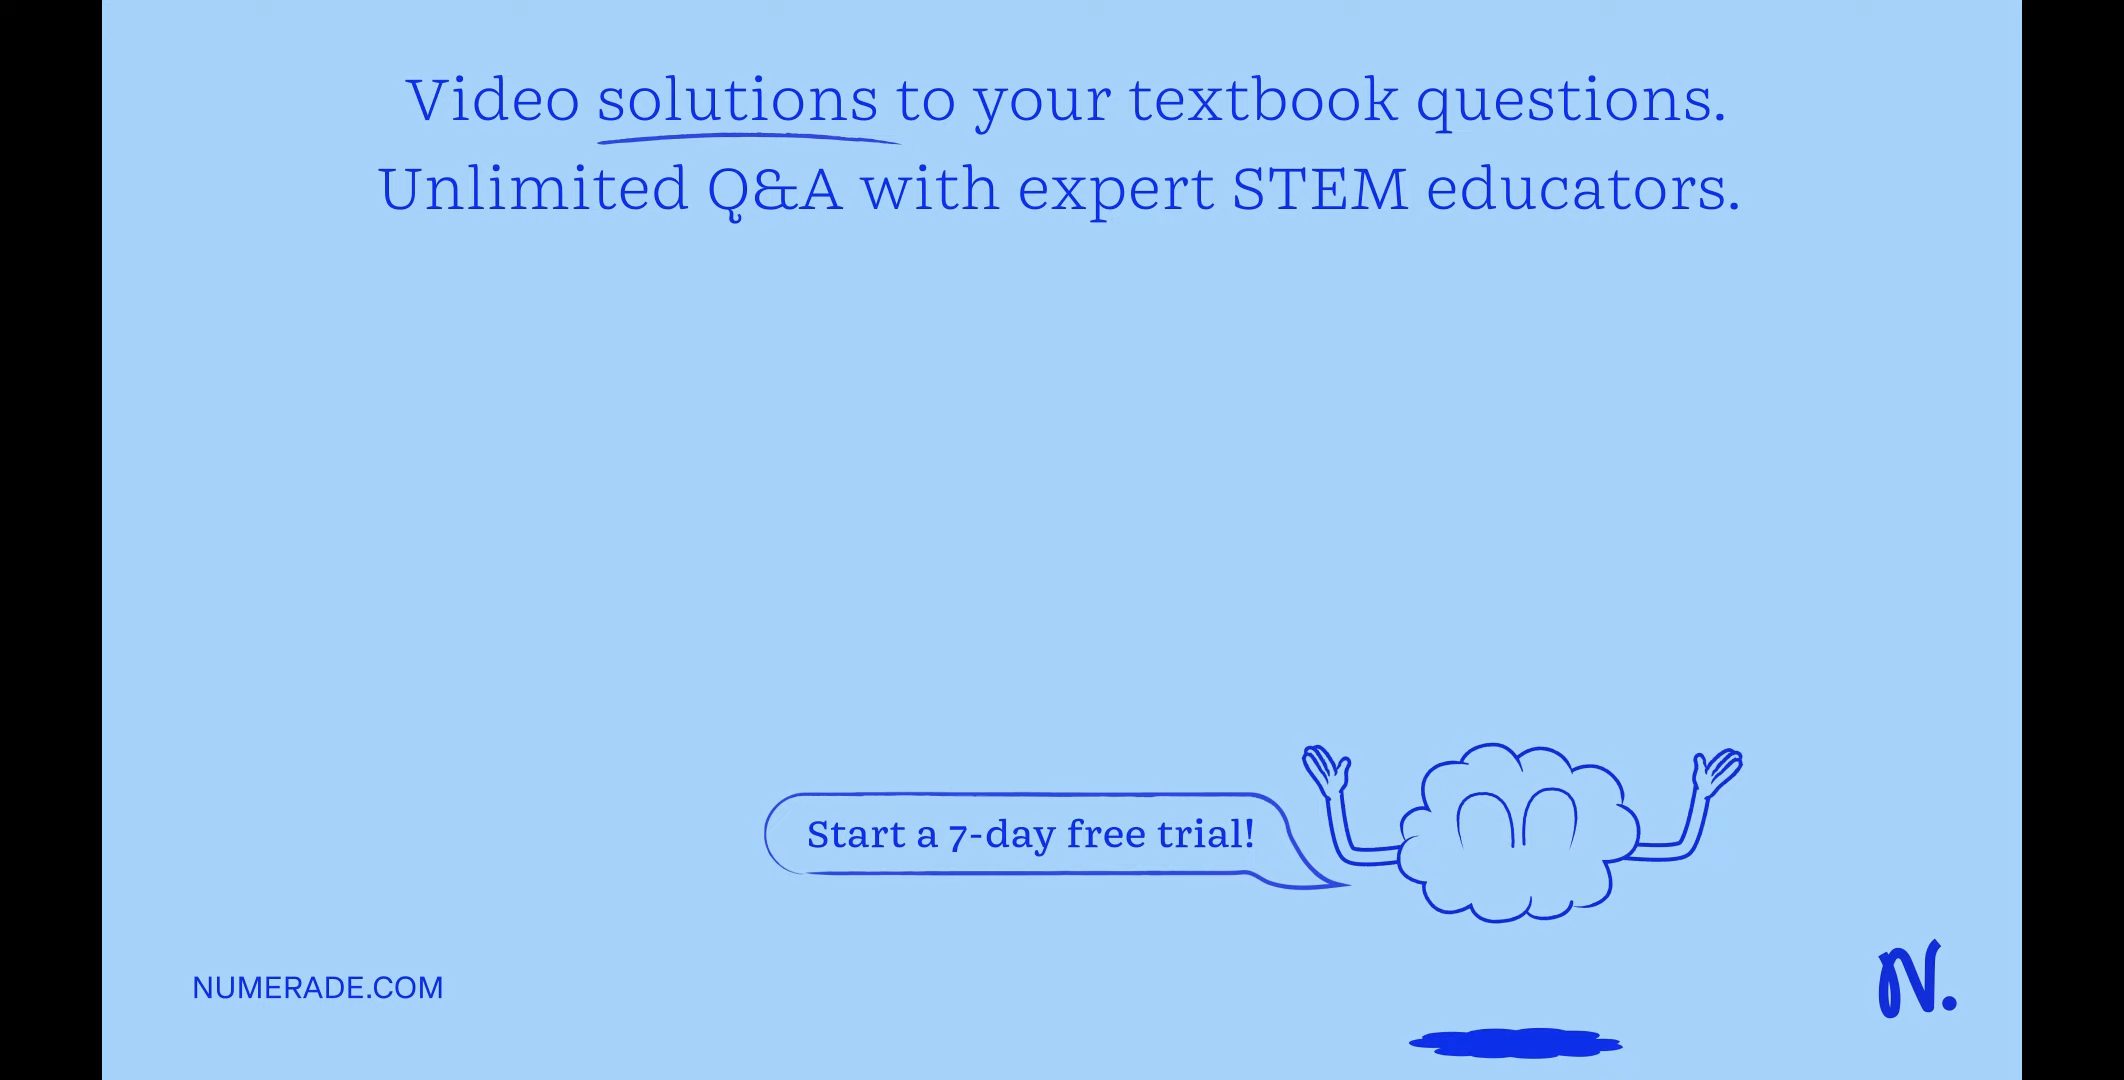 Video solutions to your textbook questions.
Unlimited Q&A with expert STEM educators.
Start a 7-day free trial!
NUMERADE.COM
N.